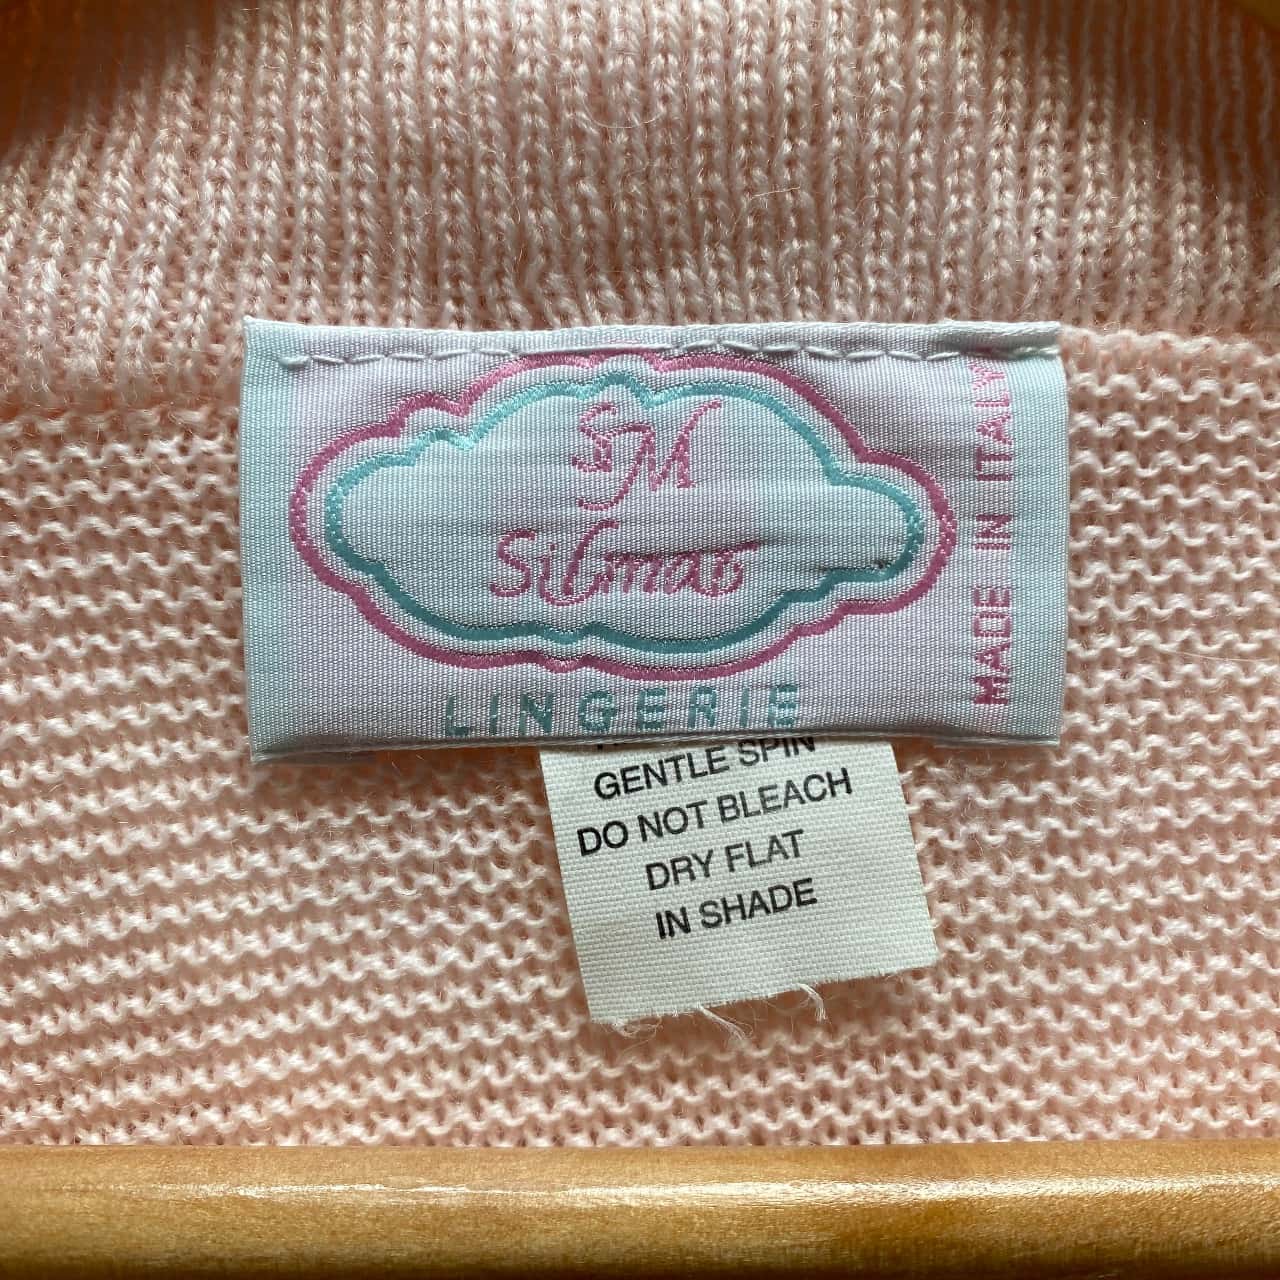 SM
Silmar
LINGERIE
MADE IN ITALY
GENTLE SPIN
DO NOT BLEACH
DRY FLAT
IN SHADE